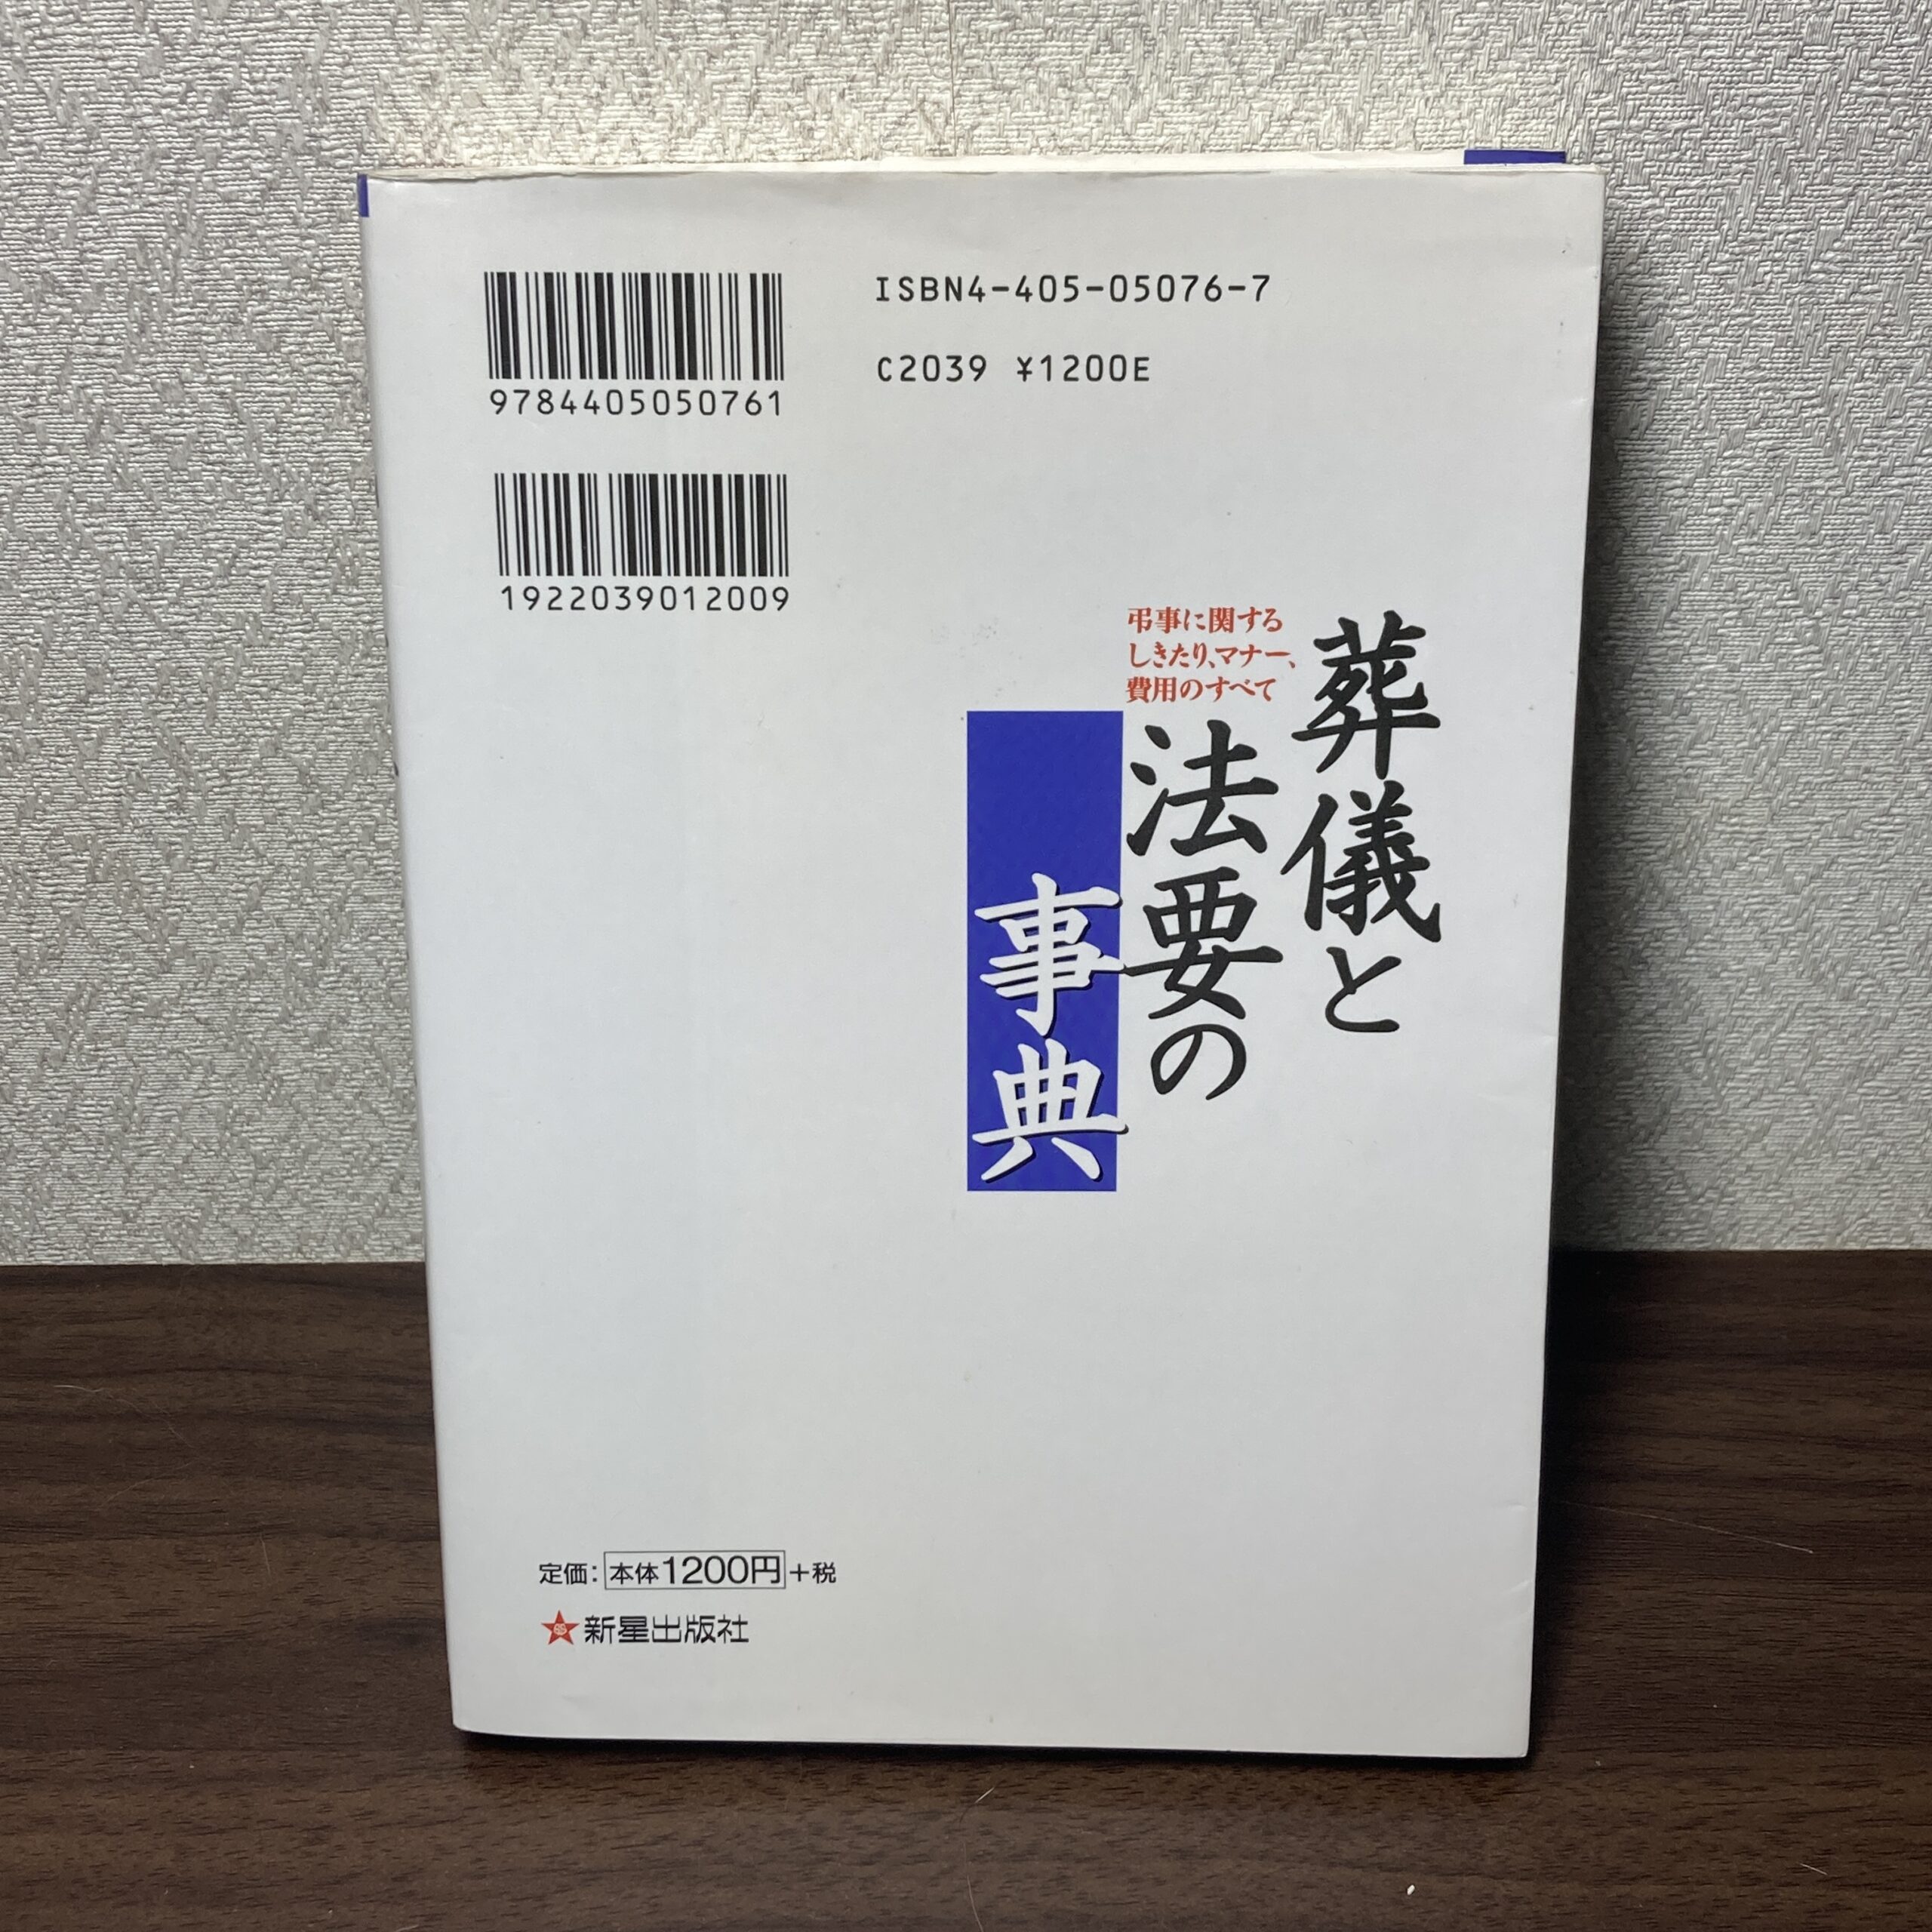 ISBN4-405-05076-7
C2039 ¥1200E
9784405050761
1922039012009
葬儀と
弔事に関する
しきたり、マナー、
費用のすべて
法要の
事典
定価:本体1200円+税
新星出版社